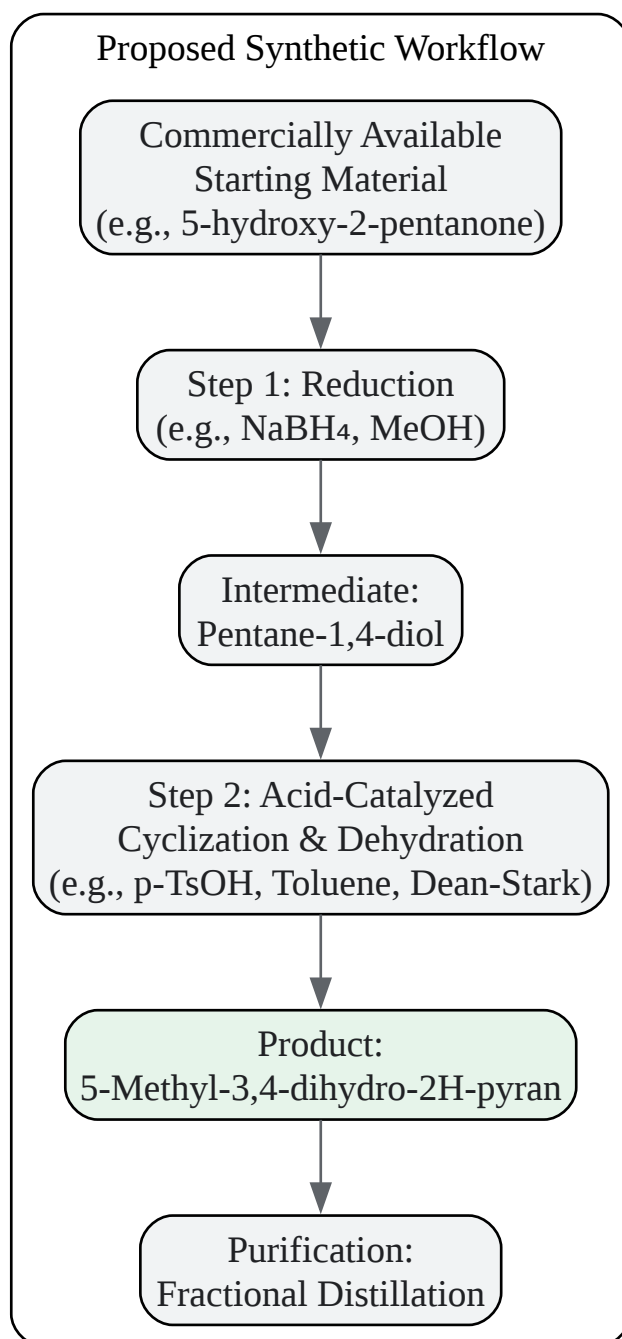 Proposed Synthetic Workflow
Commercially Available
Starting Material
(e.g., 5-hydroxy-2-pentanone)
Step 1: Reduction
(e.g., NaBH₄, MeOH)
Intermediate:
Pentane-1,4-diol
Step 2: Acid-Catalyzed
Cyclization & Dehydration
(e.g., p-TsOH, Toluene, Dean-Stark)
Product:
5-Methyl-3,4-dihydro-2H-pyran
Purification:
Fractional Distillation